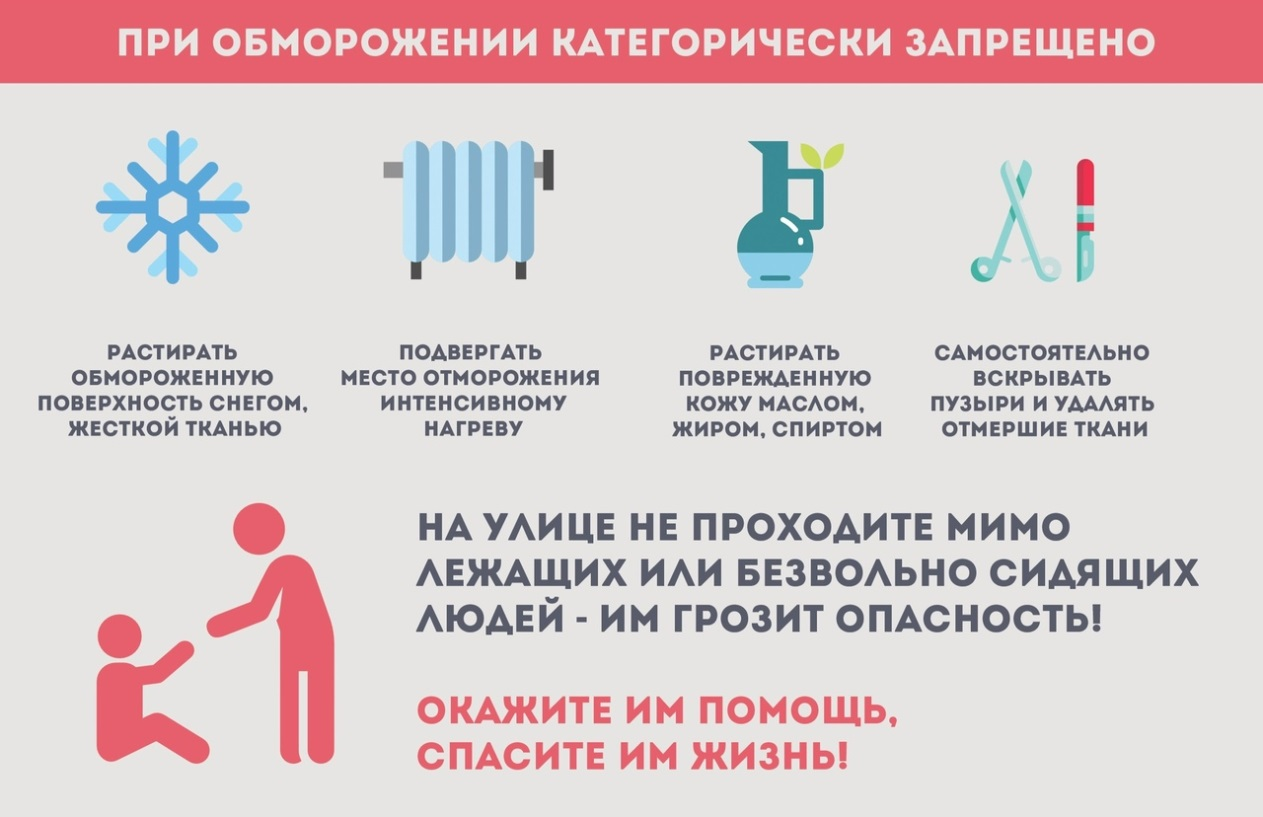 ПРИ ОБМОРОЖЕНИИ КАТЕГОРИЧЕСКИ ЗАПРЕЩЕНО
РАСТИРАТЬ
ОБМОРОЖЕННУЮ
ПОВЕРХНОСТЬ СНЕГОМ,
ЖЕСТКОЙ ТКАНЬЮ
ПОДВЕРГАТЬ
МЕСТО ОТМОРОЖЕНИЯ
ИНТЕНСИВНОМУ
НАГРЕВУ
РАСТИРАТЬ
ПОВРЕЖДЕННУЮ
КОЖУ МАСЛОМ,
ЖИРОМ, СПИРТОМ
САМОСТОЯТЕЛЬНО
ВСКРЫВАТЬ
ПУЗЫРИ И УДАЛЯТЬ
ОТМЕРШИЕ ТКАНИ
НА УЛИЦЕ НЕ ПРОХОДИТЕ МИМО
ЛЕЖАЩИХ ИЛИ БЕЗВОЛЬНО СИДЯЩИХ
ЛЮДЕЙ - ИМ ГРОЗИТ ОПАСНОСТЬ!
ОКАЖИТЕ ИМ ПОМОЩЬ,
СПАСИТЕ ИМ ЖИЗНЬ!